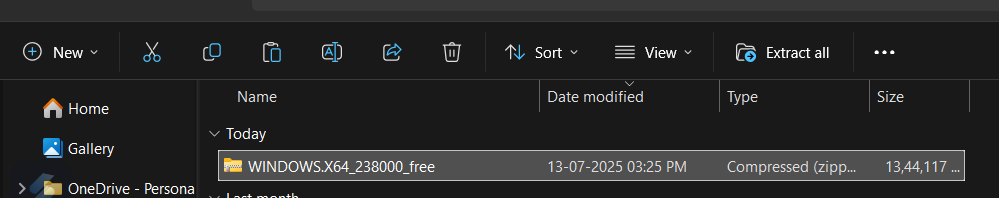 New Sort View Extract all
Name Date modified Type Size
Home
Today
Gallery
WINDOWS.X64_238000_free 13-07-2025 03:25 PM Compressed (zipp... 13,44,117 ...
OneDrive - Persona
Last month